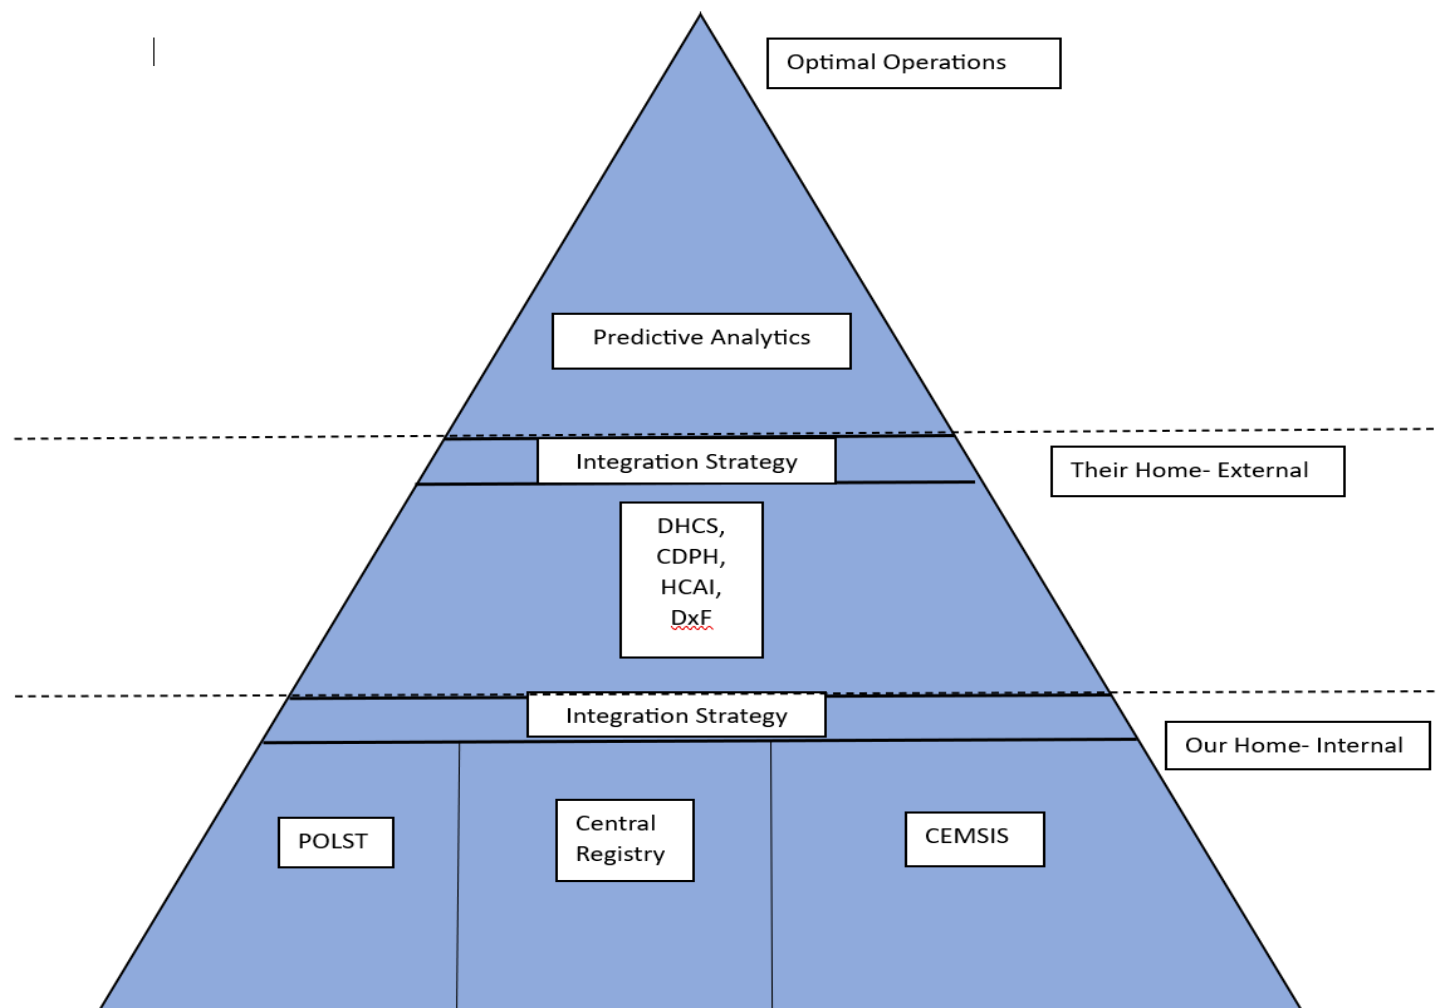 Optimal Operations
Predictive Analytics
Integration Strategy
Their Home- External
DHCS,
CDPH,
HCAI,
DxF
Integration Strategy
Our Home- Internal
POLST
Central
Registry
CEMSIS